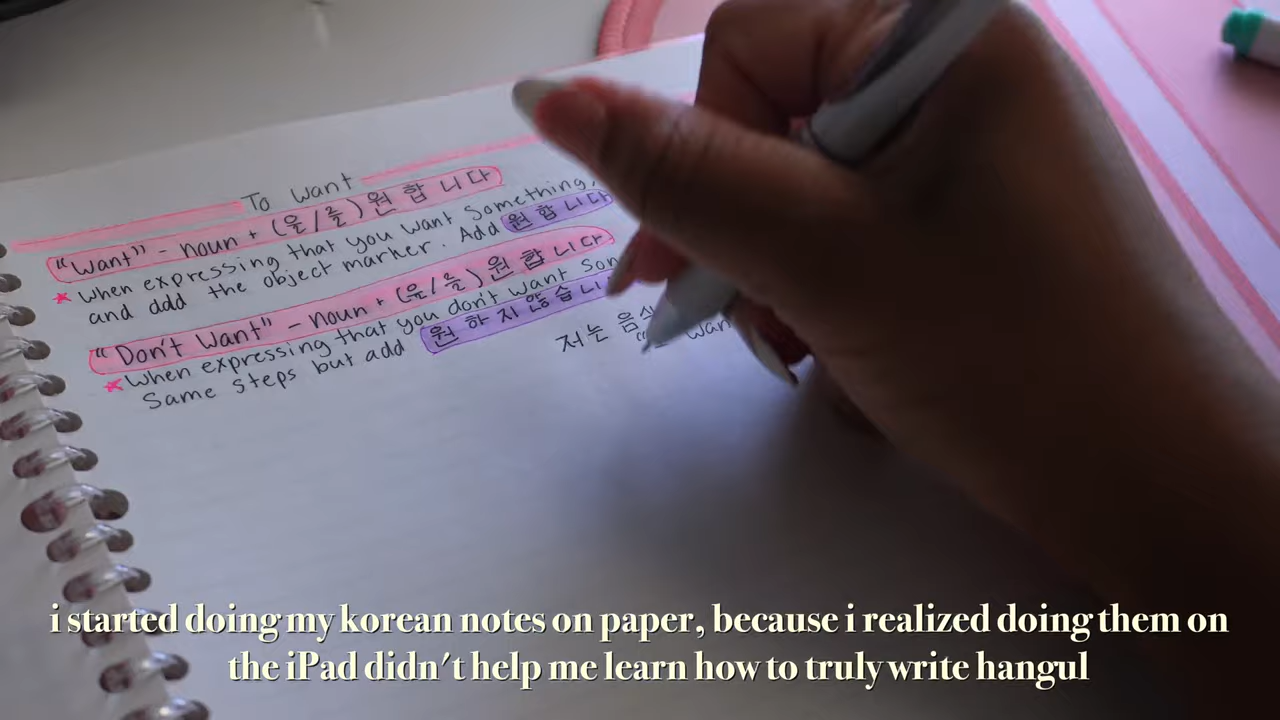 To Want
"Want" - noun + (을/를) 원합니다
★ When expressing that you want something,
and add the object marker. Add 원합니다
"Don't Want" - noun + (을/를) 원합니다
★ When expressing that you don't want
Same steps but add 원하지 않습니
저는 음식
i started doing my korean notes on paper, because i realized doing them on
the iPad didn't help me learn how to truly write hangul